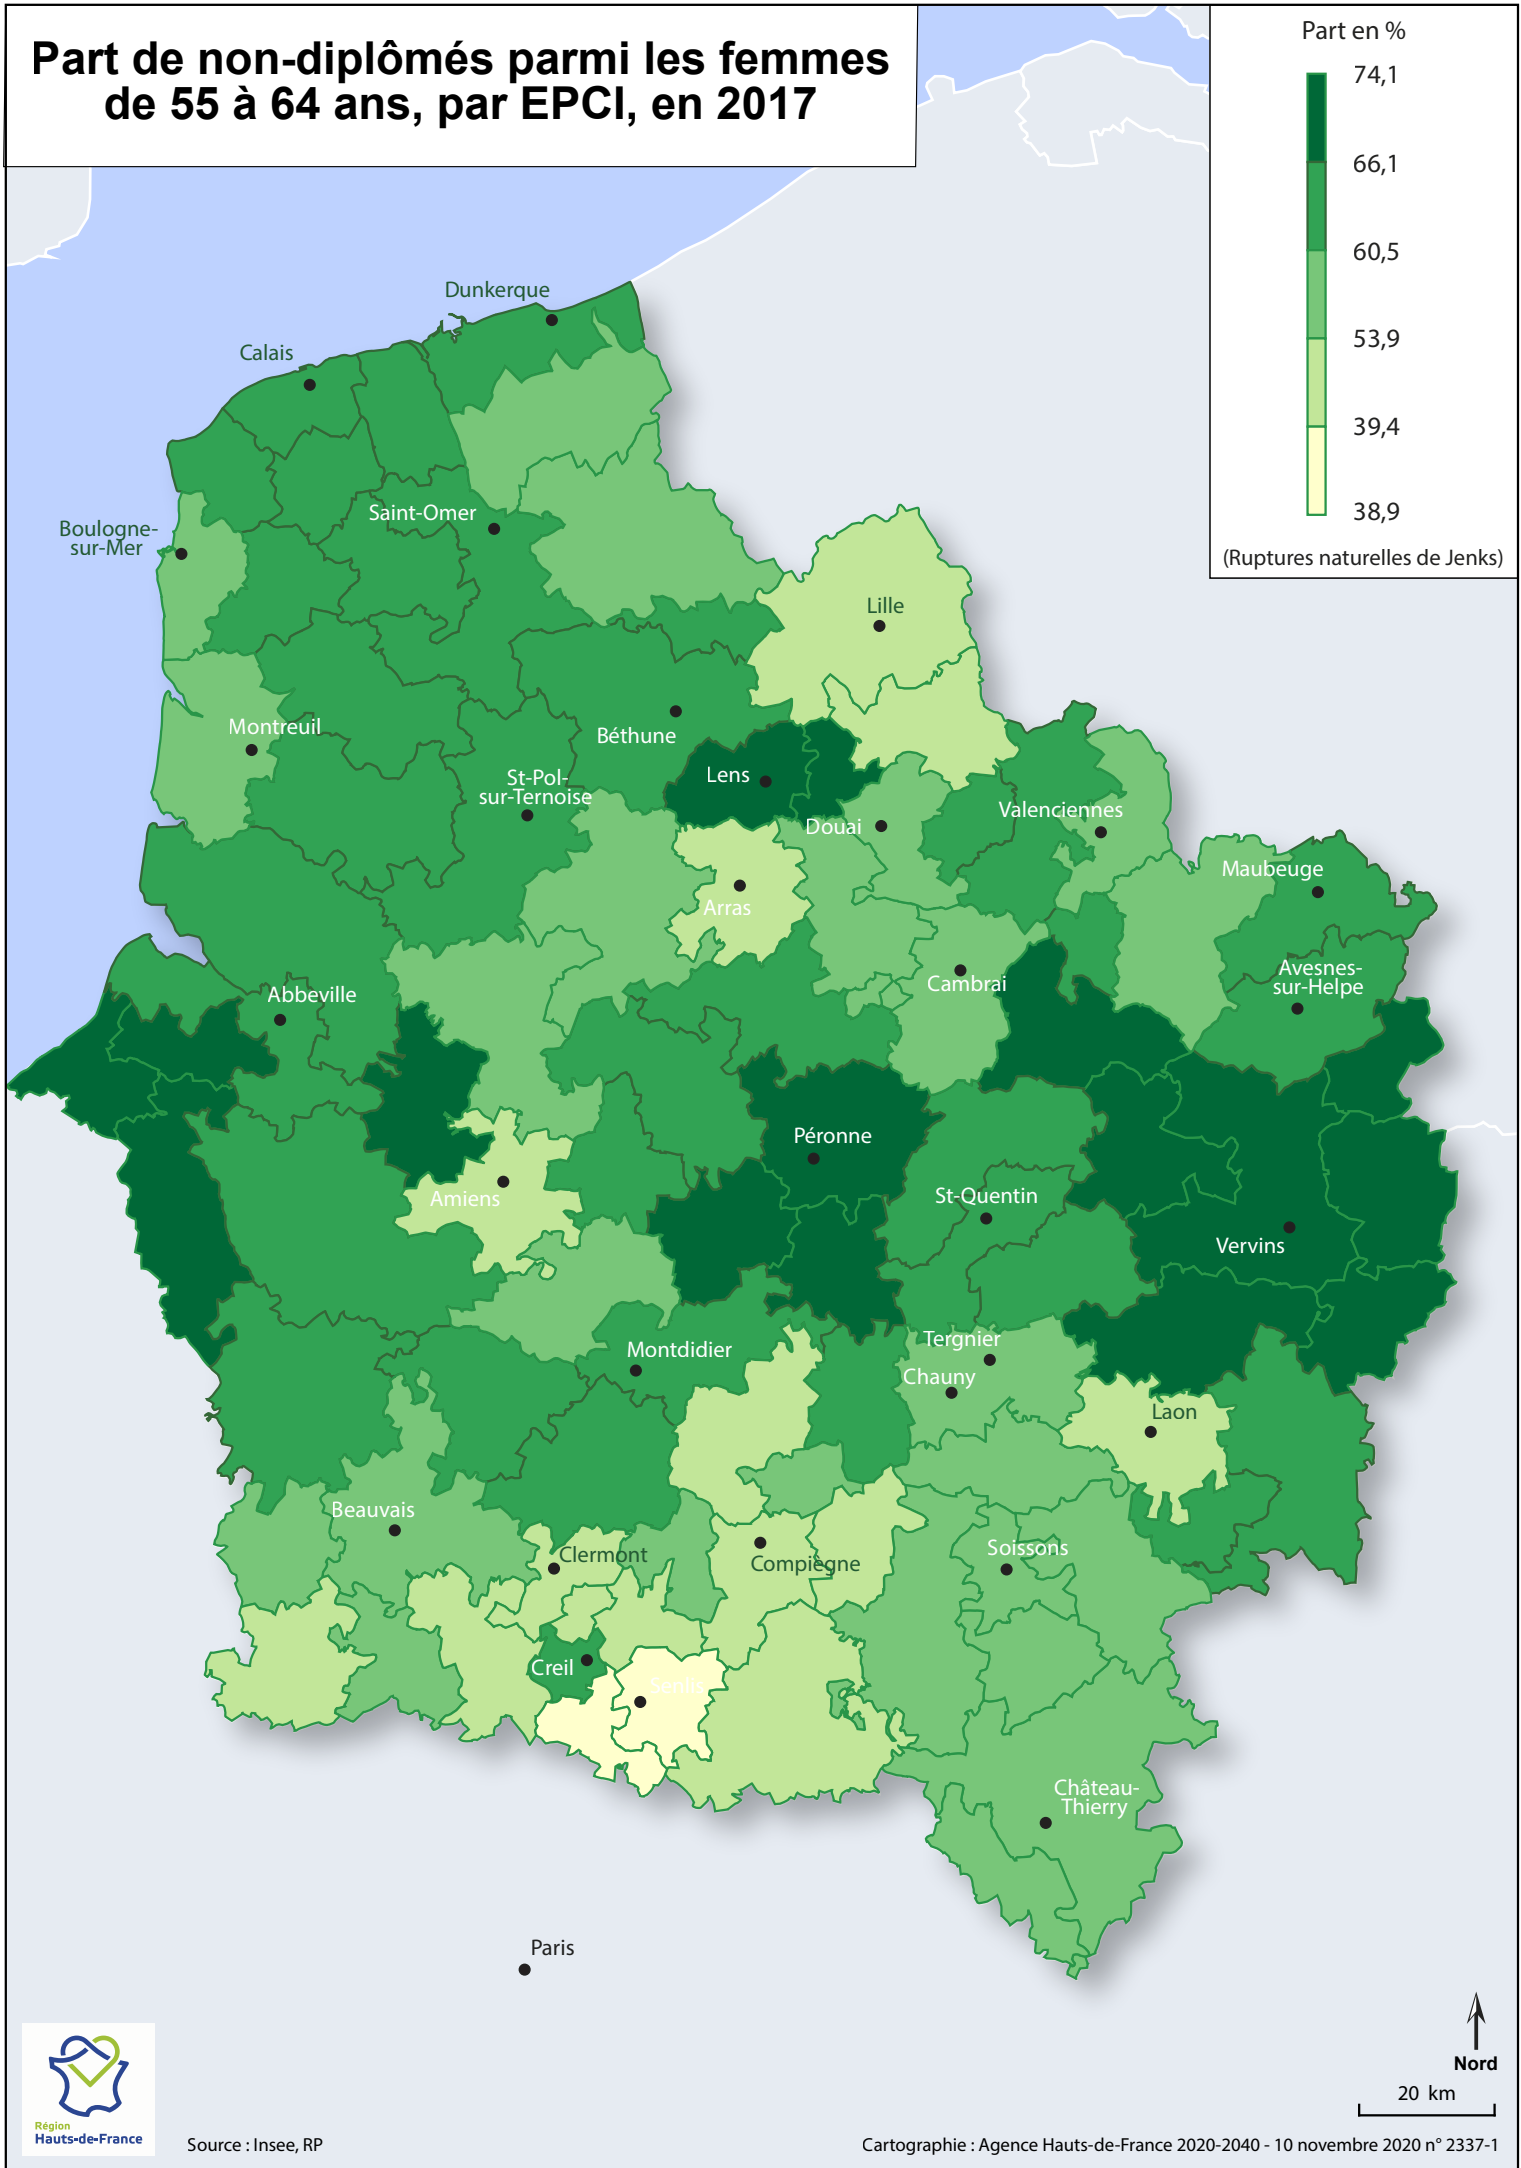 Part de non-diplômés parmi les femmes
de 55 à 64 ans, par EPCI, en 2017
Part en %
74,1
66,1
60,5
53,9
39,4
38,9
(Ruptures naturelles de Jenks)
Dunkerque
Calais
Saint-Omer
Boulogne-
sur-Mer
Lille
Montreuil
Béthune
Lens
St-Pol-
sur-Ternoise
Valenciennes
Douai
Maubeuge
Arras
Avesnes-
sur-Helpe
Cambrai
Abbeville
Péronne
Amiens
St-Quentin
Vervins
Tergnier
Montdidier
Chauny
Laon
Beauvais
Soissons
Clermont
Compiègne
Creil
Senlis
Château-
Thierry
Paris
Nord
20 km
Région
Hauts-de-France
Source : Insee, RP
Cartographie : Agence Hauts-de-France 2020-2040 - 10 novembre 2020 n° 2337-1